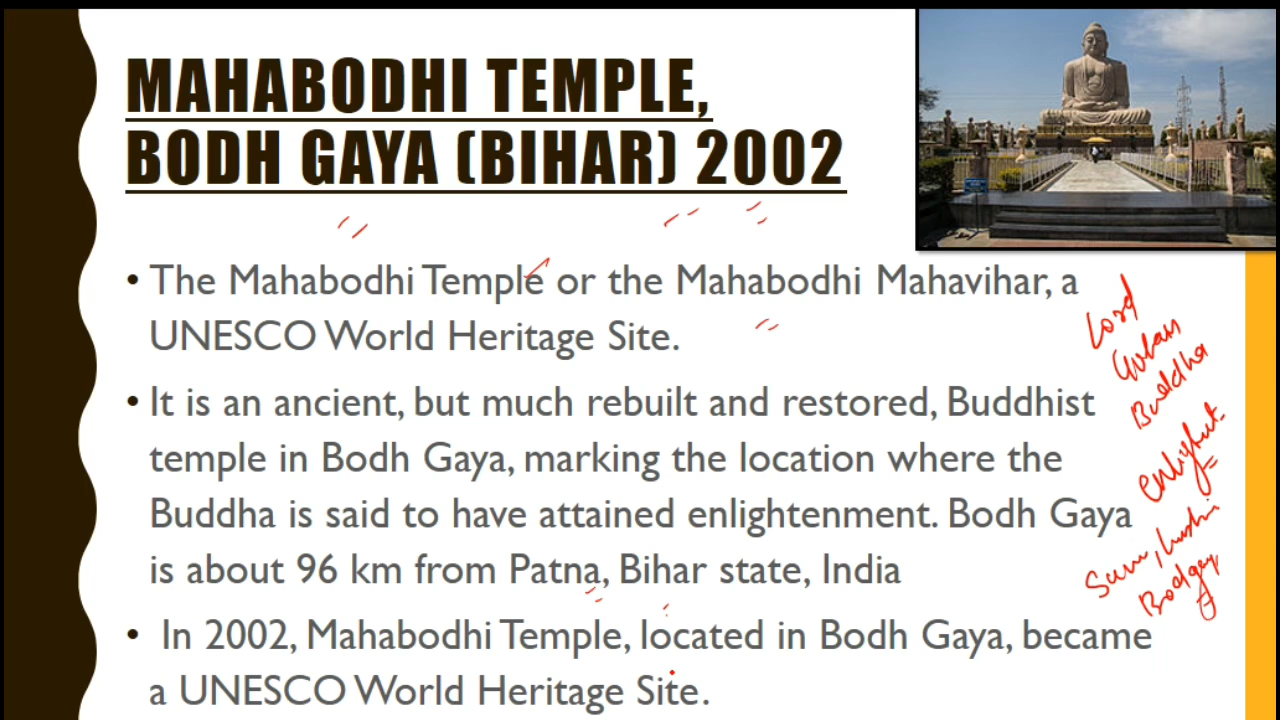 MAHABODHI TEMPLE,
BODH GAYA (BIHAR) 2002
• The Mahabodhi Temple or the Mahabodhi Mahavihar, a
UNESCO World Heritage Site.
• It is an ancient, but much rebuilt and restored, Buddhist
temple in Bodh Gaya, marking the location where the
Buddha is said to have attained enlightenment. Bodh Gaya
is about 96 km from Patna, Bihar state, India
• In 2002, Mahabodhi Temple, located in Bodh Gaya, became
a UNESCO World Heritage Site.
Lord
Buddha